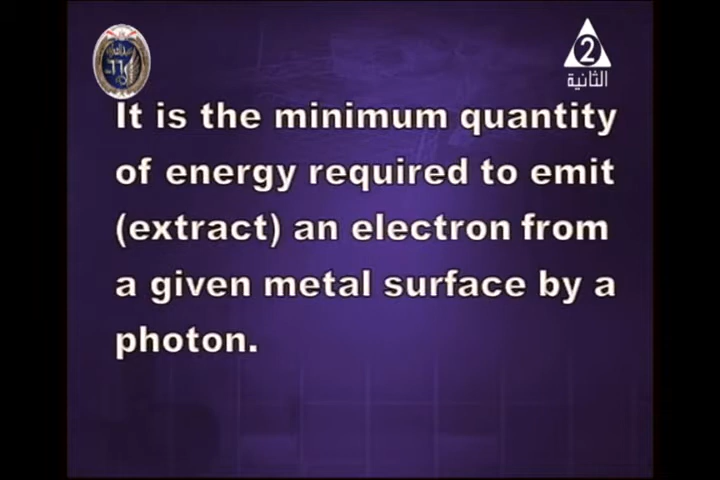 2
الثانية
It is the minimum quantity
of energy required to emit
(extract) an electron from
a given metal surface by a
photon.